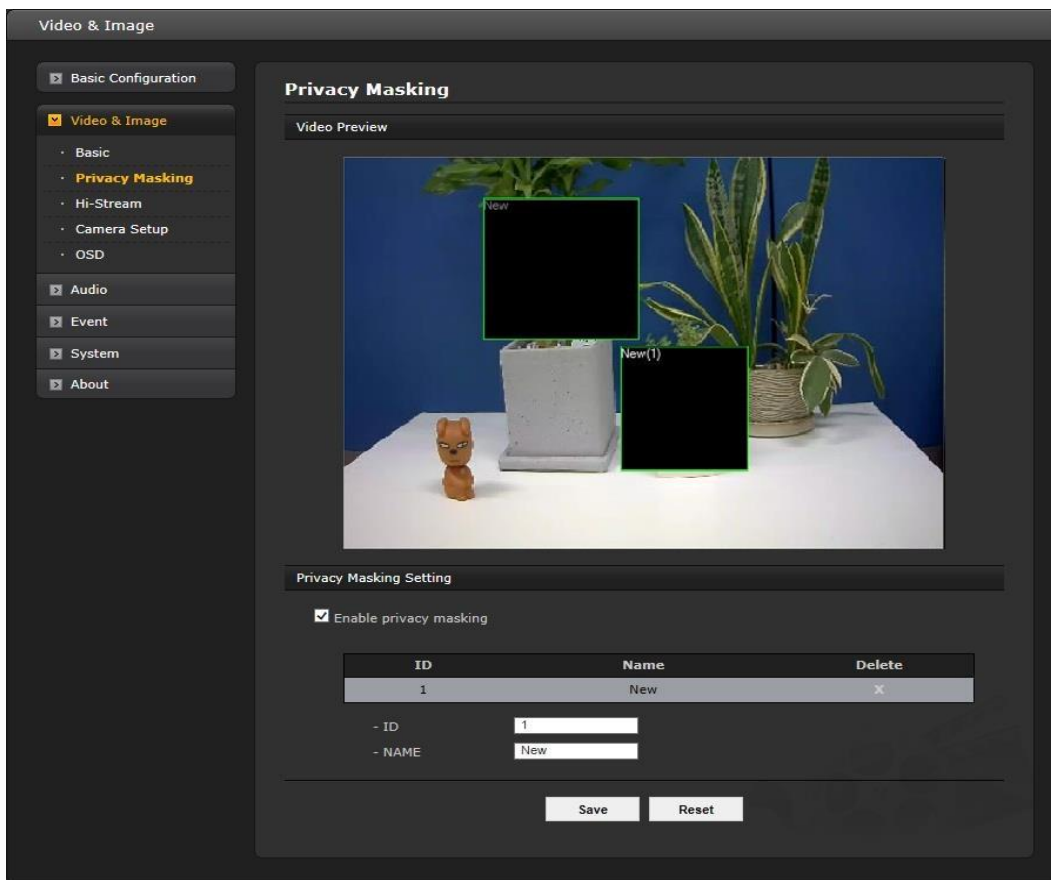 Video & Image
Basic Configuration
Video & Image
· Basic
· Privacy Masking
· Hi-Stream
· Camera Setup
· OSD
Audio
Event
System
About
Privacy Masking
Video Preview
New
New(1)
Privacy Masking Setting
Enable privacy masking
ID Name Delete
1 New X
- ID 1
- NAME New
Save Reset